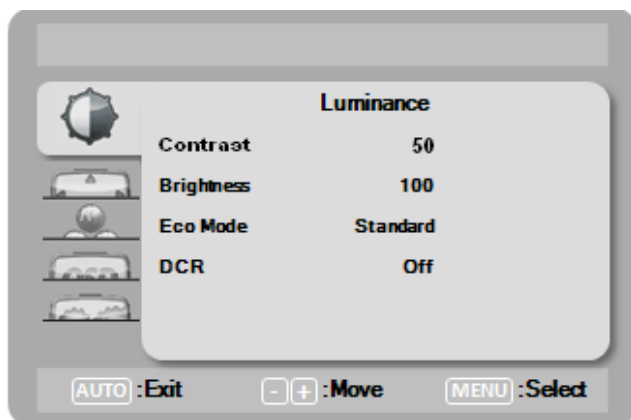 Luminance
Contrast 50
Brightness 100
Eco Mode Standard
DCR Off
AUTO :Exit - + :Move MENU :Select